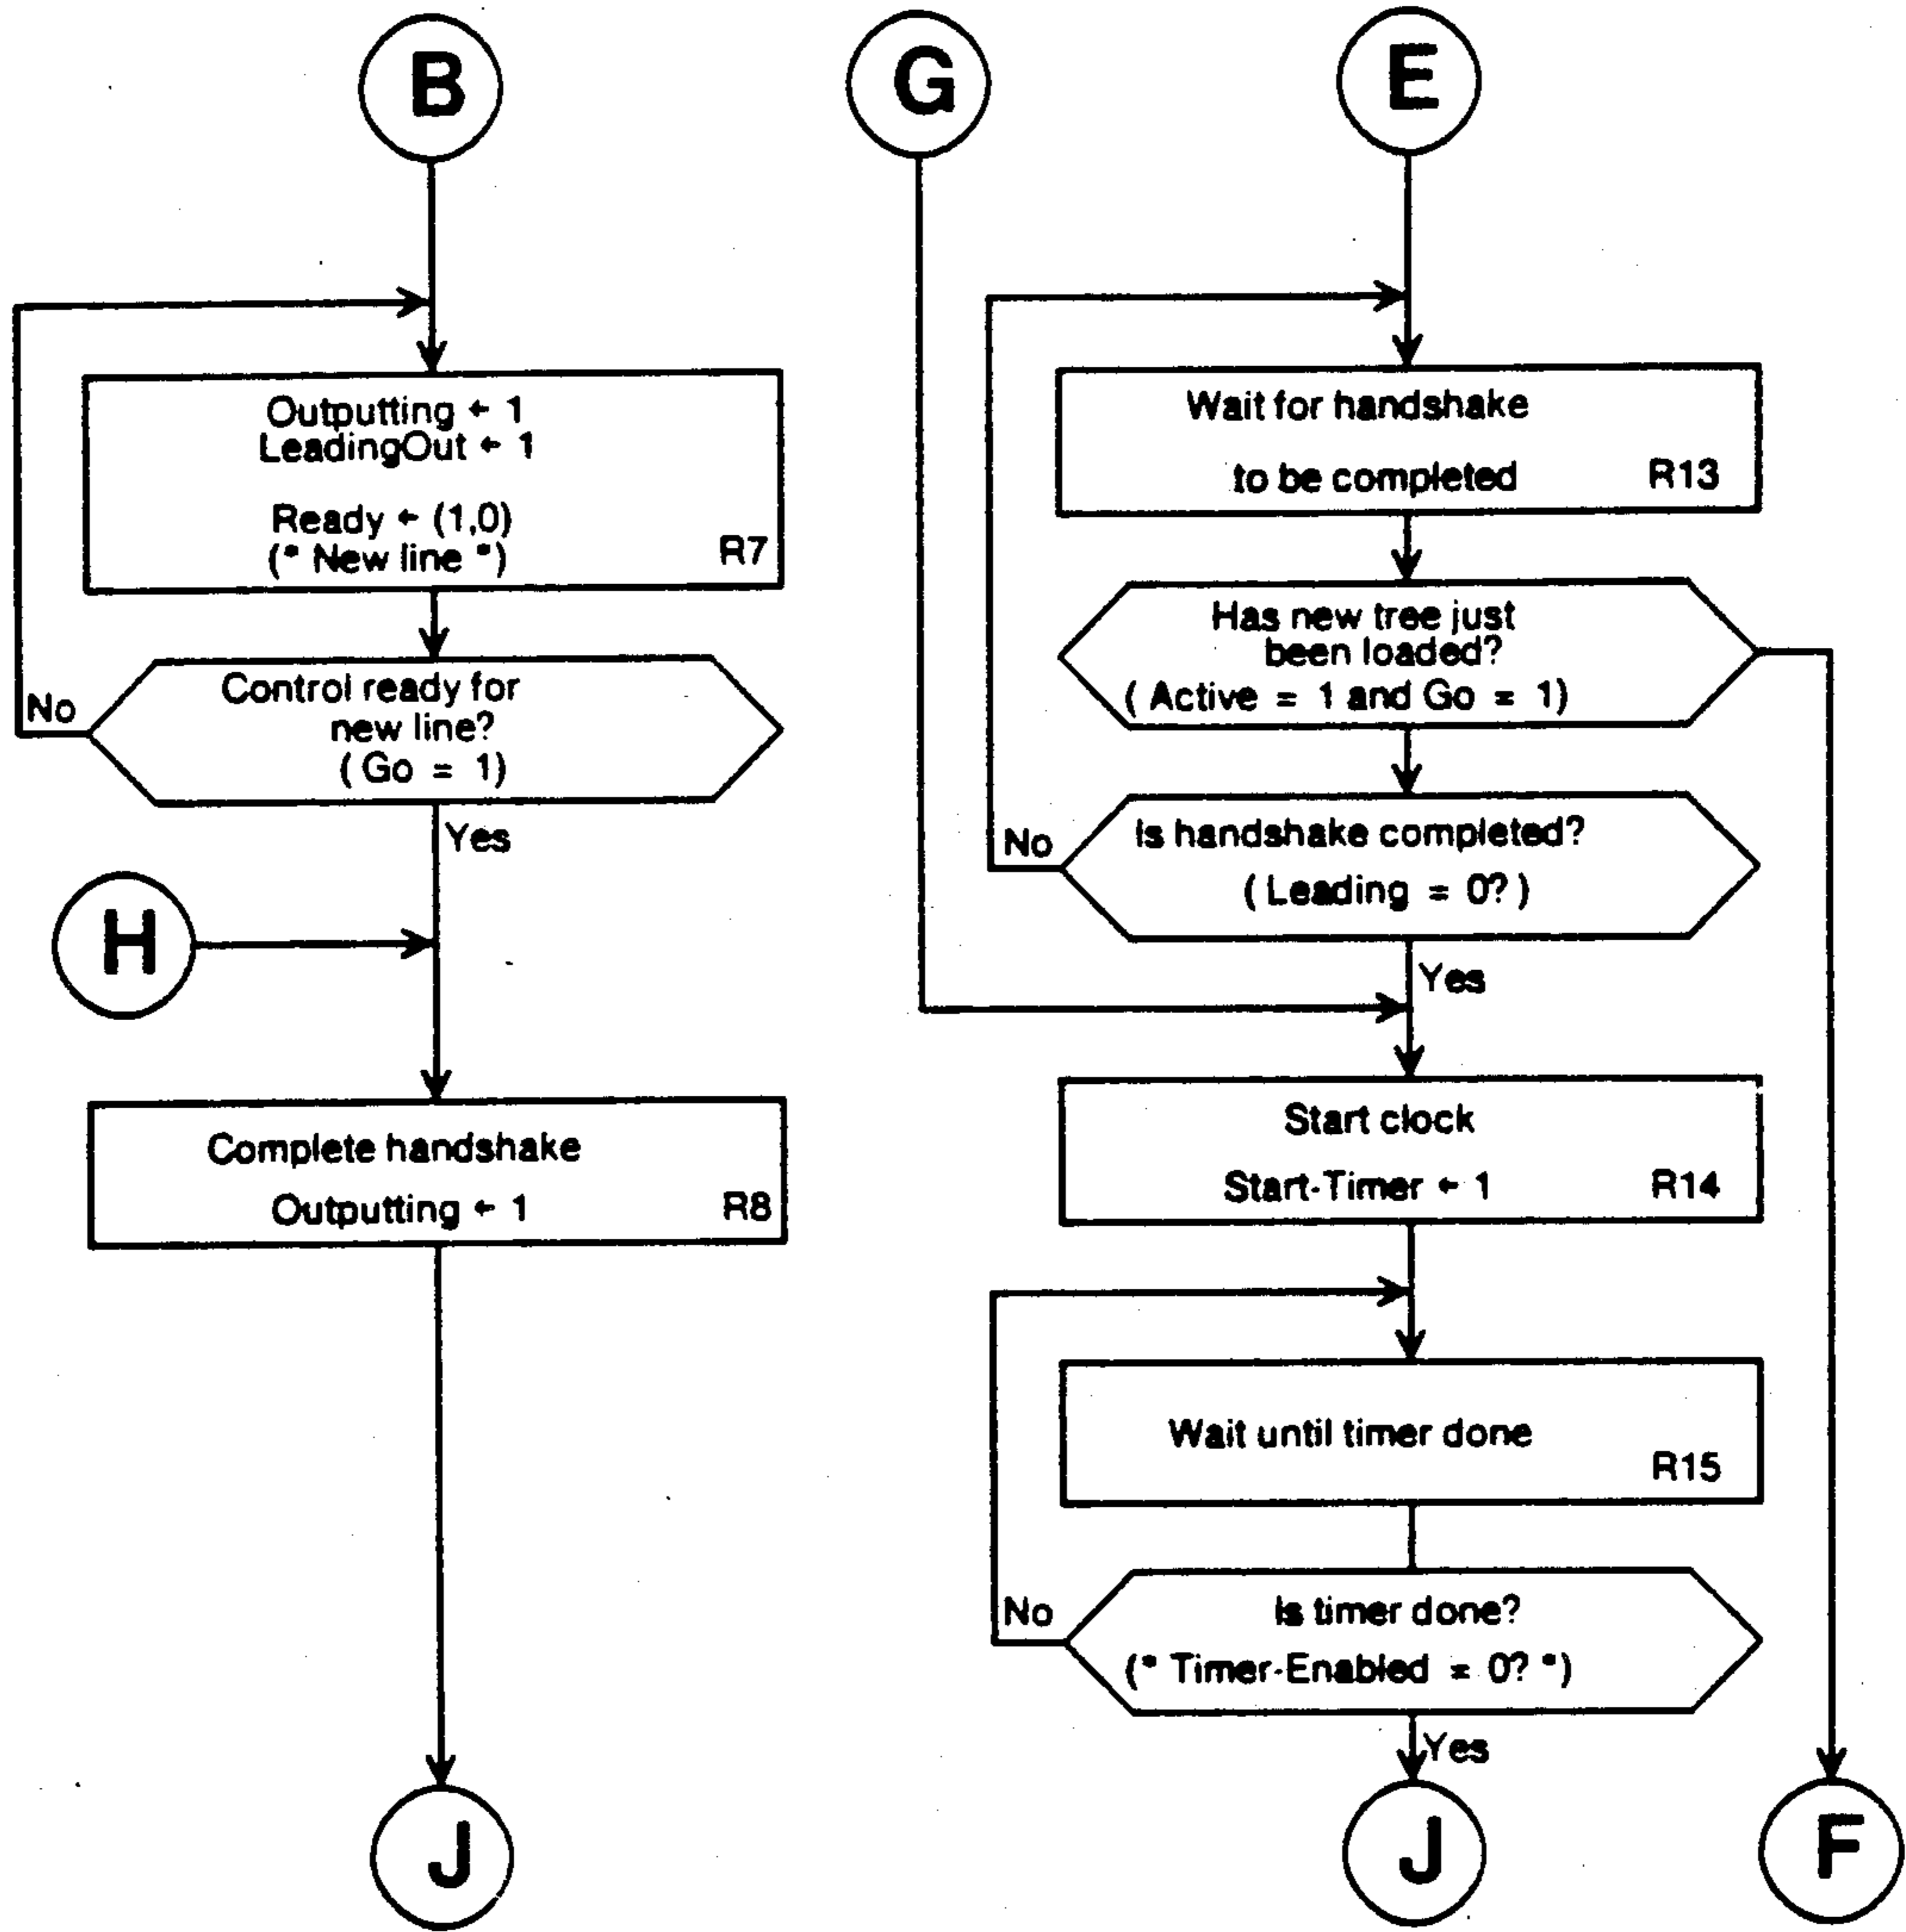 B
G
E
Outputting ← 1
LeadingOut ← 1
Ready ← (1,0)
(* New line *)
R7
Control ready for
new line?
( Go = 1)
No
Yes
H
Complete handshake
Outputting ← 1
R8
J
Wait for handshake
to be completed
R13
Has new tree just
been loaded?
( Active = 1 and Go = 1)
Is handshake completed?
( Leading = 0? )
No
Yes
Start clock
Start-Timer ← 1
R14
Wait until timer done
R15
Is timer done?
(* Timer-Enabled = 0? *)
No
Yes
J
F